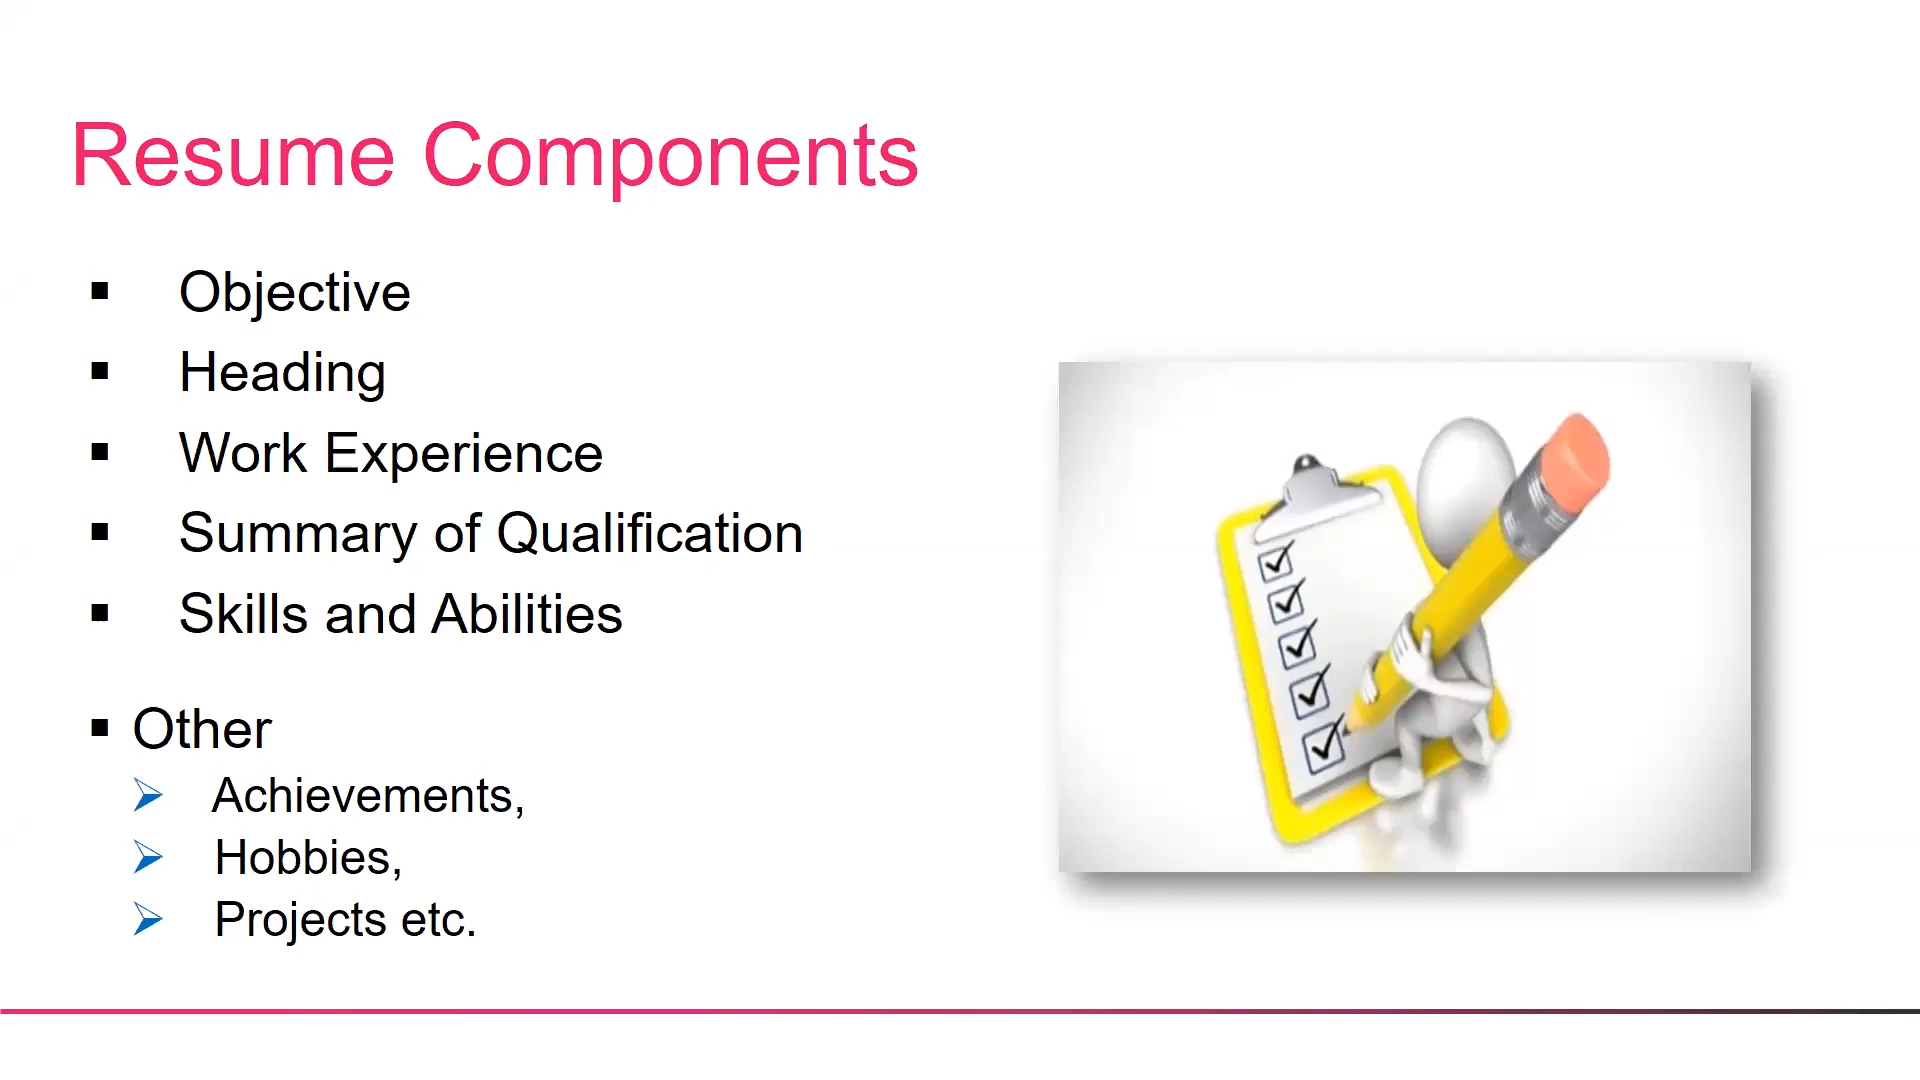 Resume Components
Objective
Heading
Work Experience
Summary of Qualification
Skills and Abilities
Other
Achievements,
Hobbies,
Projects etc.